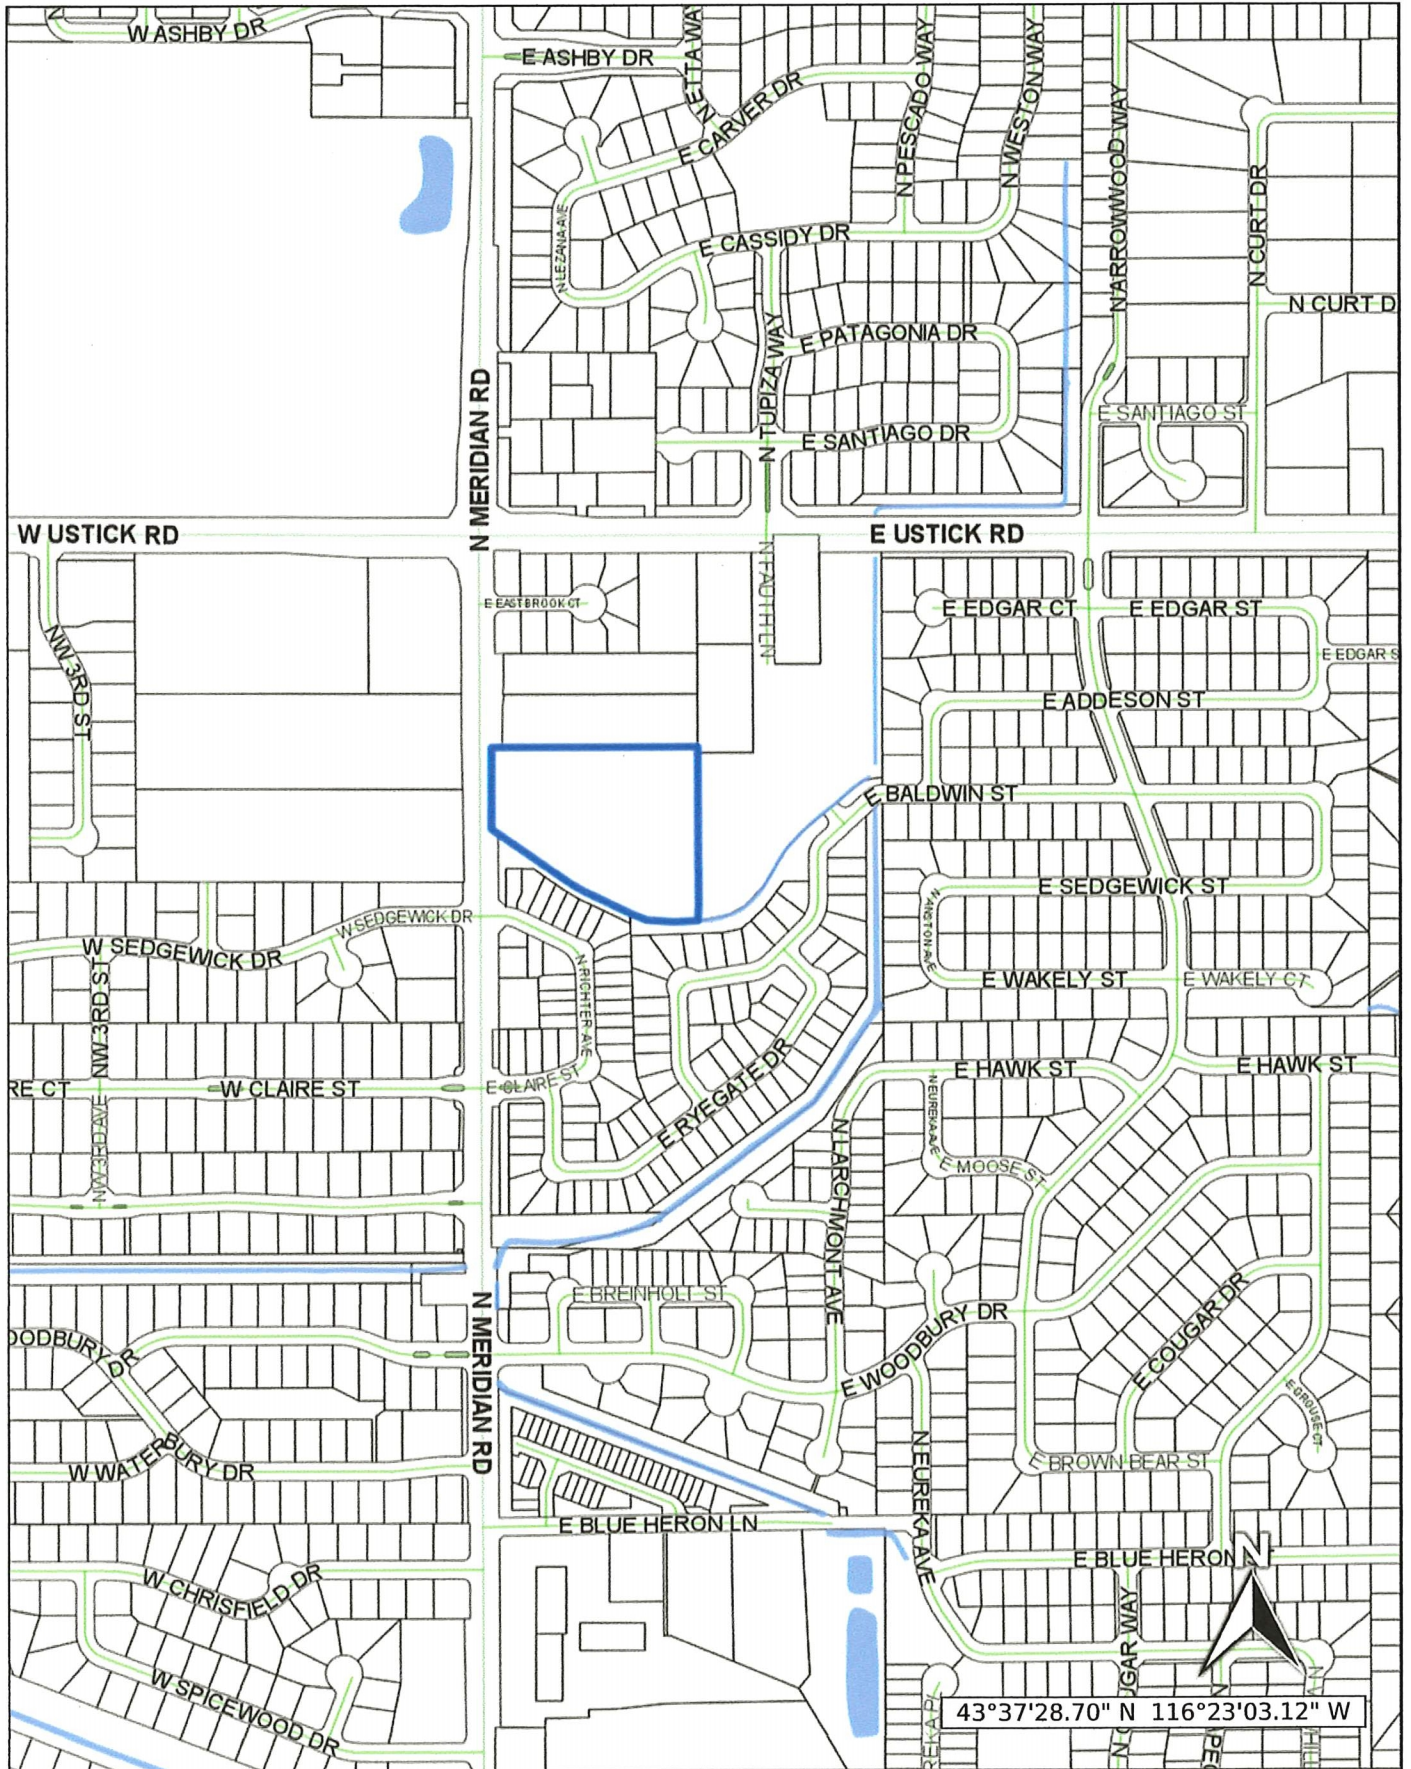 W ASHBY DR
E ASHBY DR
E CARVER DR
N PESCADO WAY
N WESTON WAY
N ARROWWOOD WAY
N CURT DR
N LEZANA AVE
E CASSIDY DR
N CURT D
E PATAGONIA DR
N TUPIZA WAY
N MERIDIAN RD
E SANTIAGO ST
E SANTIAGO DR
W USTICK RD
E USTICK RD
N FAUTH LN
E EASTBROOK CT
E EDGAR CT
E EDGAR ST
E EDGAR S
NW 3RD ST
E ADDESON ST
E BALDWIN ST
E SEDGEWICK ST
W SEDGEWICK DR
W SEDGEWICK DR
N ANSTON AVE
NW 3RD ST
N RICHTER AVE
E WAKELY ST
E WAKELY CT
E HAWK ST
E HAWK ST
RE CT
W CLAIRE ST
E CLAIRE ST
NW 3RD AVE
E RYEGATE DR
N EUREKA AVE
E MOOSE ST
N LARCHMONT AVE
E BREINHOLT ST
N MERIDIAN RD
OODBURY DR
E WOODBURY DR
E COUGAR DR
E GROUSE CT
W WATERBURY DR
E BROWN BEAR ST
N EUREKA AVE
E BLUE HERON LN
E BLUE HERON
N
W CHRISFIELD DR
W SPICEWOOD DR
UGAR WAY
REKA PL
43°37'28.70" N 116°23'03.12" W